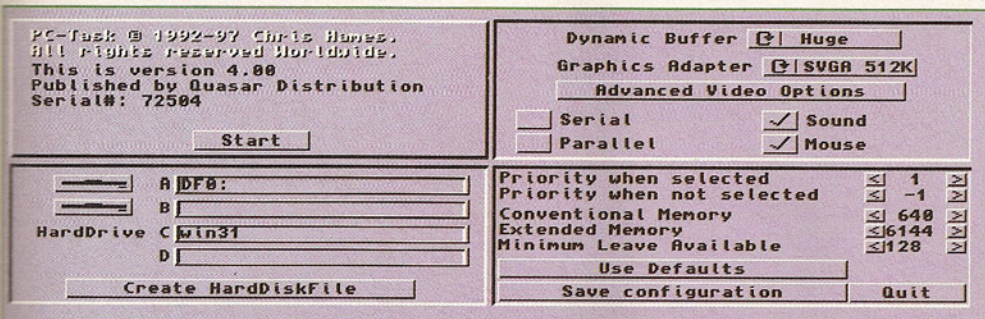 PC-Task © 1992-97 Chris Hames.
All rights reserved Worldwide.
This is version 4.00
Published by Quasar Distribution
Serial#: 72504
Start
Dynamic Buffer Huge
Graphics Adapter SVGA 512K
Advanced Video Options
Serial Sound
Parallel Mouse
A DF0:
B
HardDrive C win31
D
Create HardDiskFile
Priority when selected < 1 >
Priority when not selected < -1 >
Conventional Memory < 640 >
Extended Memory < 6144 >
Minimum Leave Available < 128 >
Use Defaults
Save configuration Quit